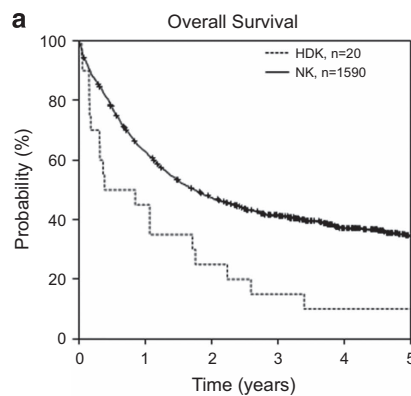 a
Overall Survival
HDK, n=20
NK, n=1590
100
80
60
40
20
0
Probability (%)
0 1 2 3 4 5
Time (years)